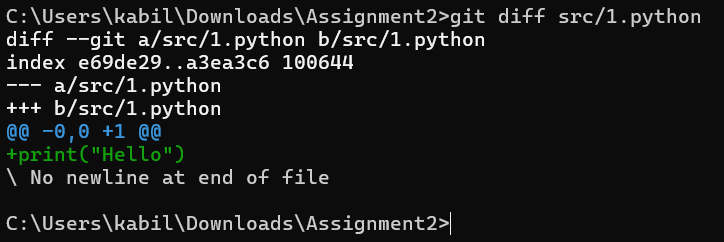 C:\Users\kabil\Downloads\Assignment2>git diff src/1.python
diff --git a/src/1.python b/src/1.python
index e69de29..a3ea3c6 100644
--- a/src/1.python
+++ b/src/1.python
@@ -0,0 +1 @@
+print("Hello")
\ No newline at end of file
C:\Users\kabil\Downloads\Assignment2>